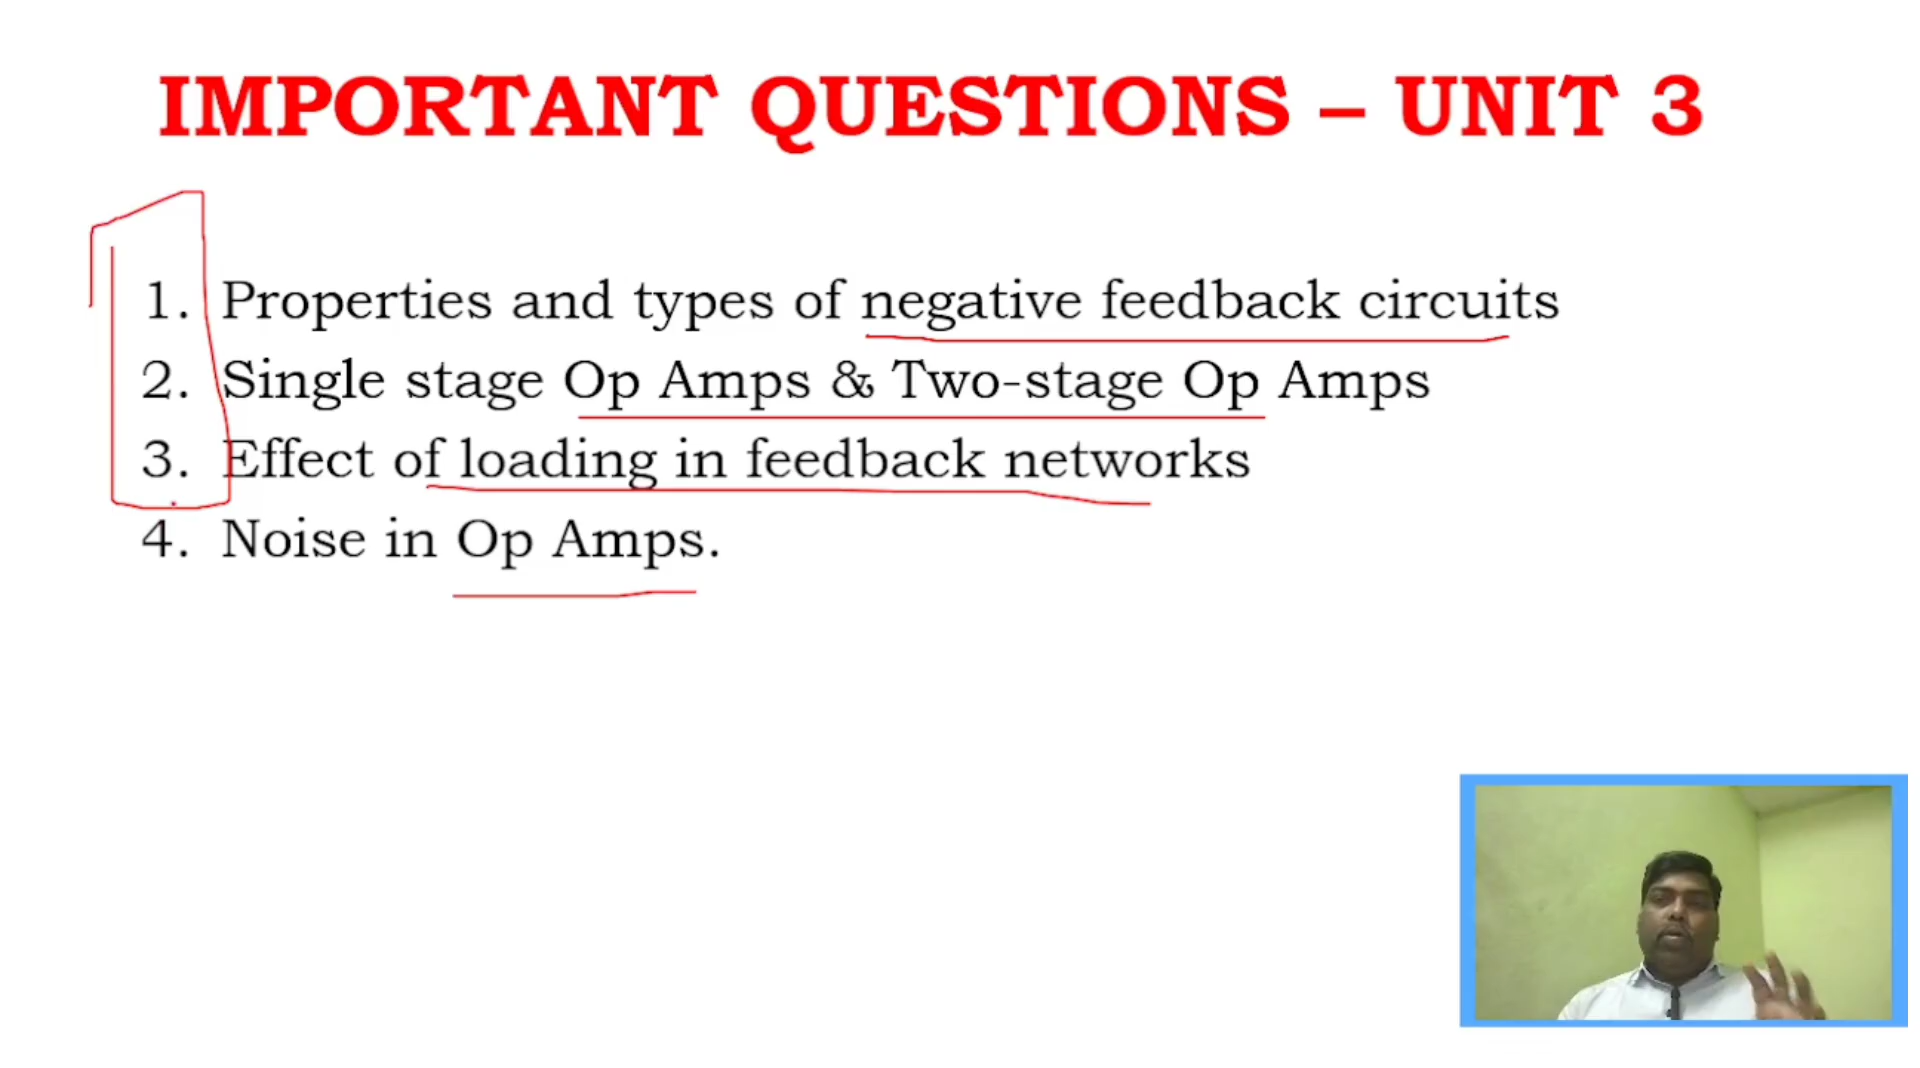 IMPORTANT QUESTIONS – UNIT 3
1. Properties and types of negative feedback circuits
2. Single stage Op Amps & Two-stage Op Amps
3. Effect of loading in feedback networks
4. Noise in Op Amps.